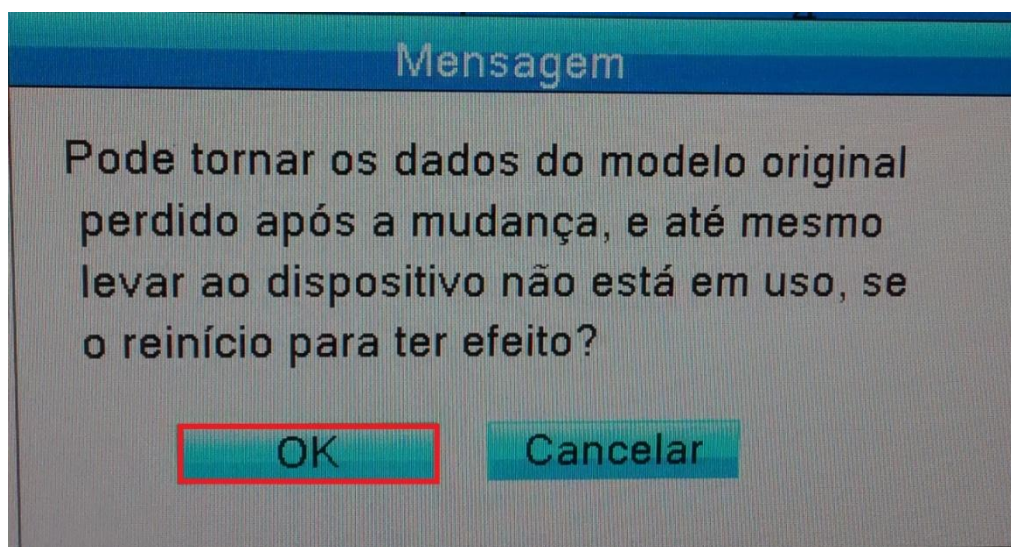 Mensagem
Pode tornar os dados do modelo original
perdido após a mudança, e até mesmo
levar ao dispositivo não está em uso, se
o reinício para ter efeito?
OK
Cancelar